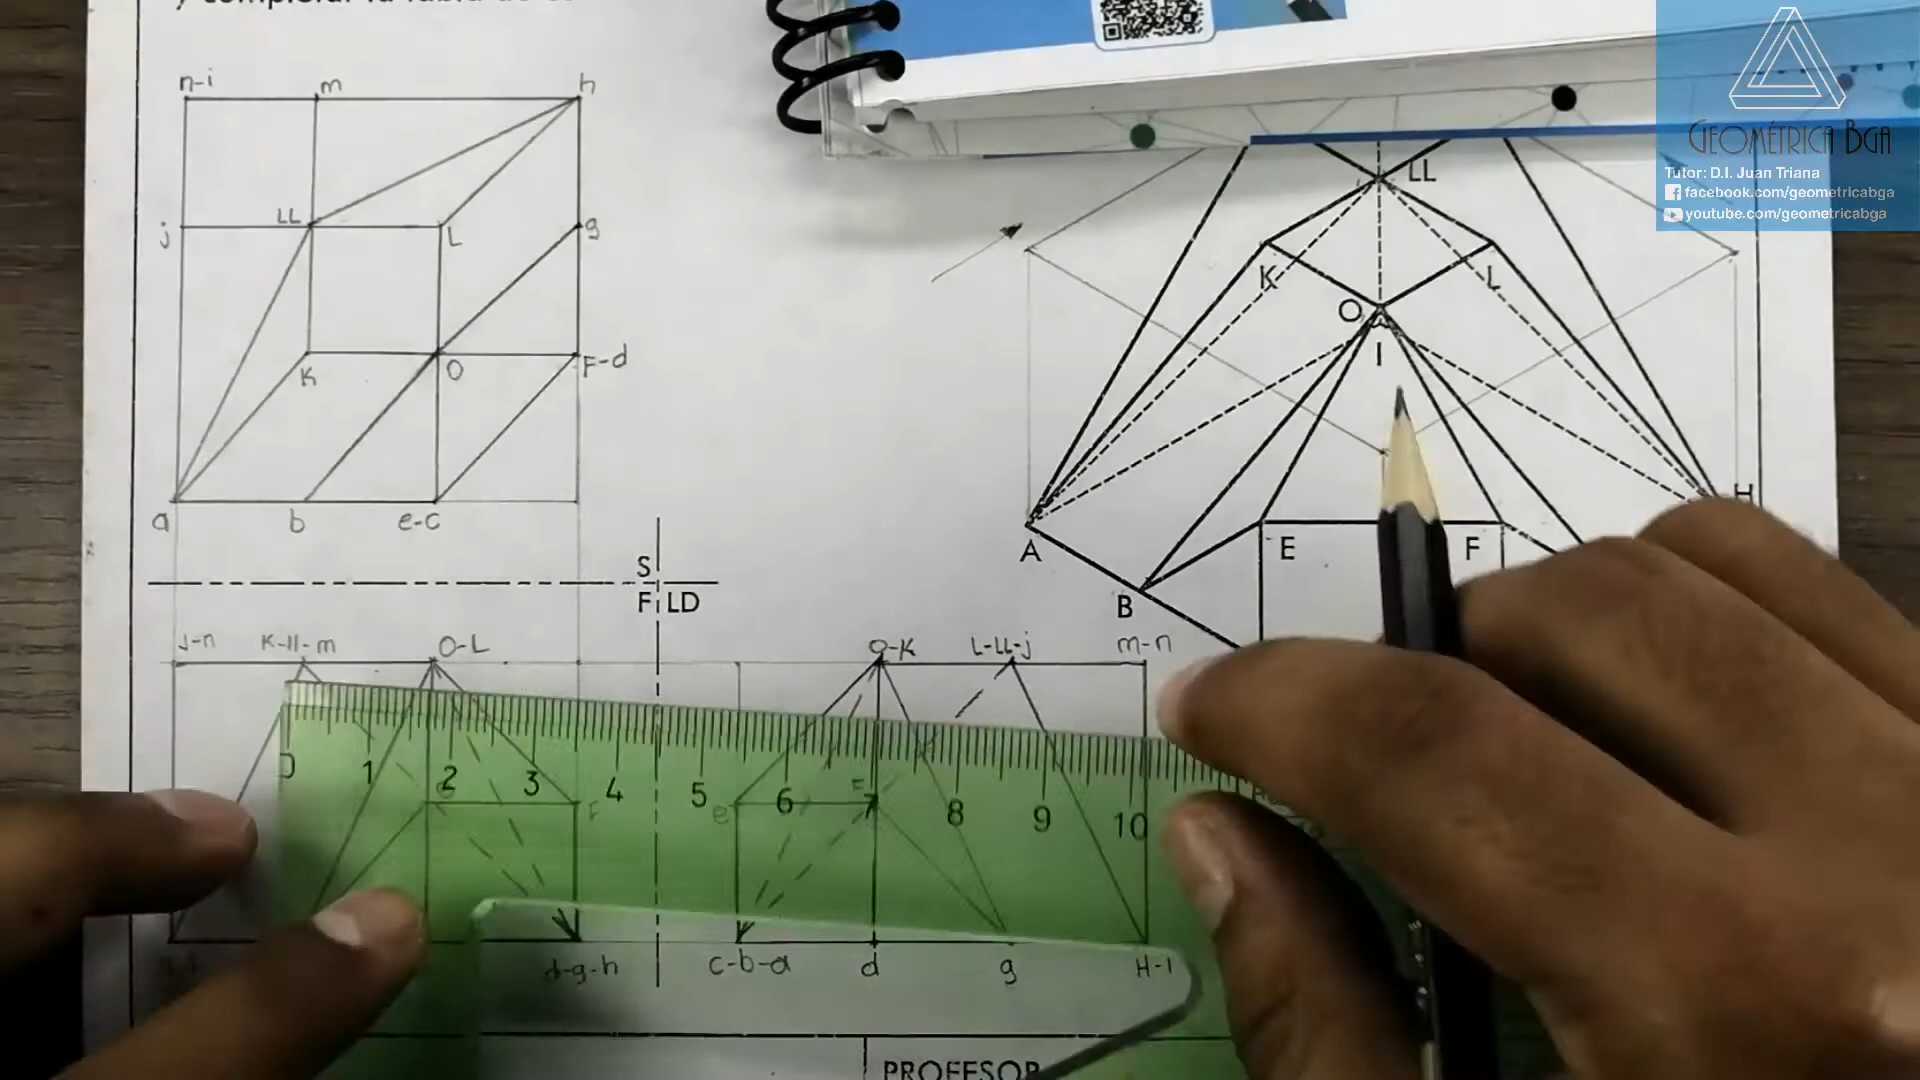 n-i m h
j LL L g
K O F-d
a b e-c
S
F LD
J-n K-ll-m O-L O-K L-LL-j m-n
e F e F
d-g-h c-b-a d g H-I
0 1 2 3 4 5 6 7 8 9 10
LL
K L
O
I
A E F H
B
PROFESOR
GEOMÉTRICA BGA
Tutor: D.I. Juan Triana
facebook.com/geometricabga
youtube.com/geometricabga